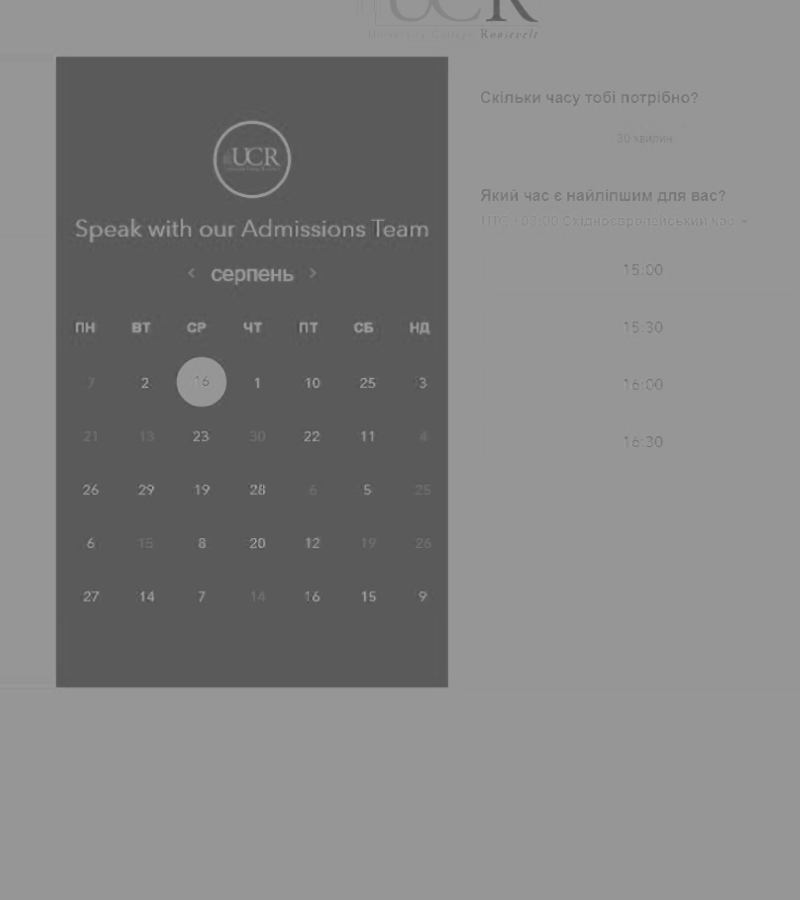 UCR
University College Roosevelt
UCR
Speak with our Admissions Team
< серпень >
ПН ВТ СР ЧТ ПТ СБ НД
7 2 16 1 10 25 3
21 13 23 30 22 11 4
26 29 19 28 6 5 25
6 15 8 20 12 19 26
27 14 7 14 16 15 9
Скільки часу тобі потрібно?
30 хвилин
Який час є найліпшим для вас?
UTC +03:00 Східноєвропейський час
15:00
15:30
16:00
16:30